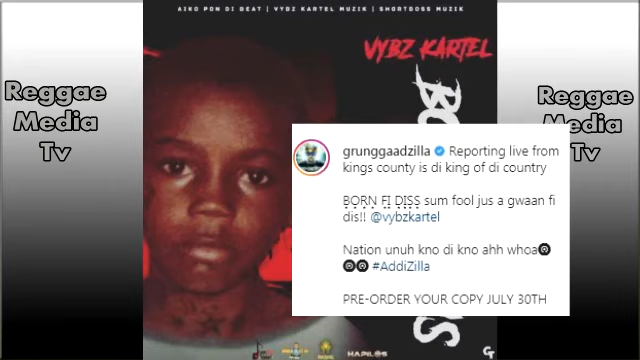 AIKO PON DI BEAT | VYBZ KARTEL MUZIK | SHORTBOSS MUZIK
VYBZ KARTEL
Reggae
Media
Tv
Reggae
Media
Tv
grunggaadzilla Reporting live from
kings county is di king of di country
BORN FI DISS sum fool jus a gwaan fi
dis!! @vybzkartel
Nation unuh kno di kno ahh whoa
#AddiZilla
PRE-ORDER YOUR COPY JULY 30TH
HAPILOS